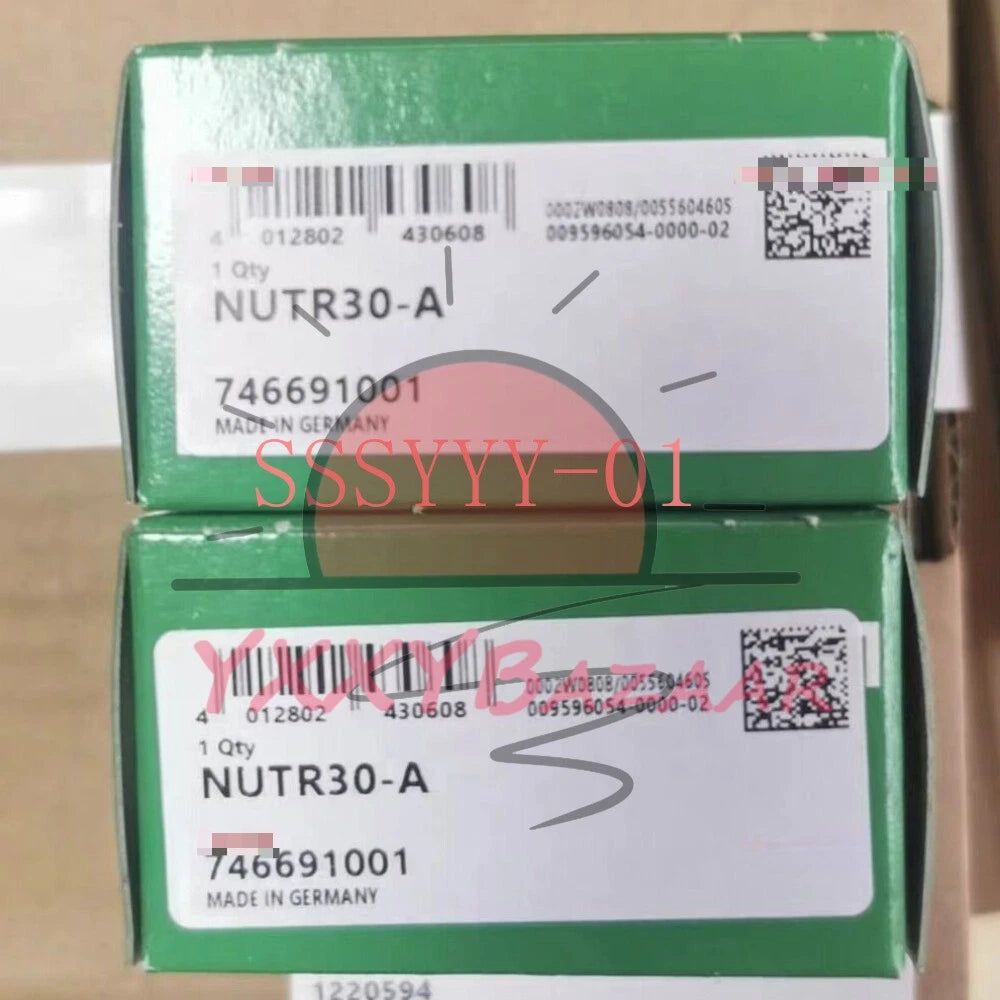 0002W0808/0055604605
4 012802 430608
009596054-0000-02
1 Qty
NUTR30-A
746691001
MADE IN GERMANY
SSSYYY-01
YXXYBAZAAR
0002W0808/0055604605
4 012802 430608
009596054-0000-02
1 Qty
NUTR30-A
746691001
MADE IN GERMANY
1220594